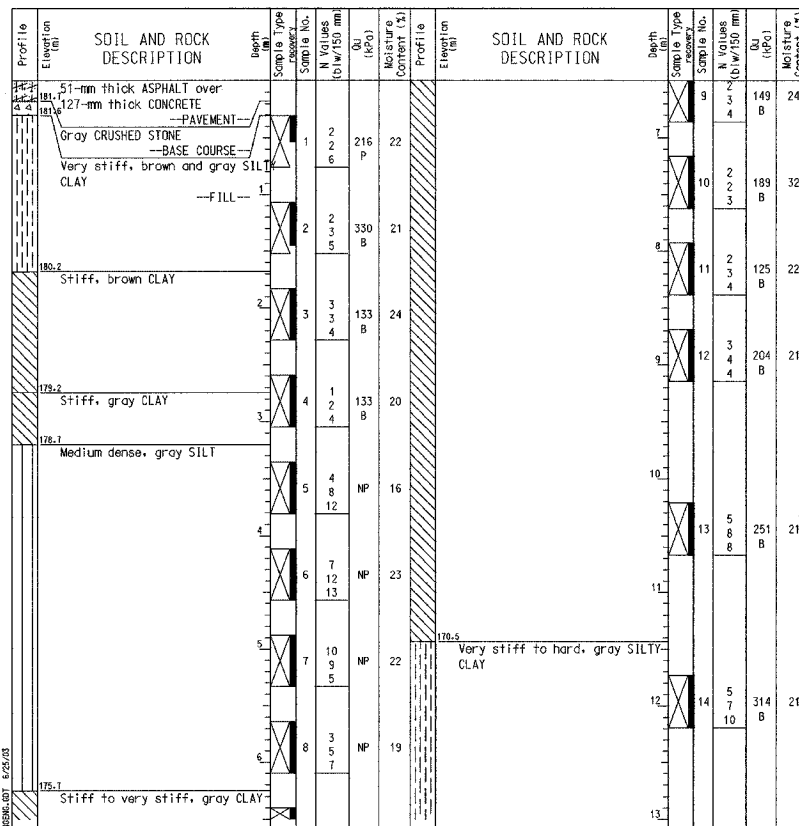 Profile
Elevation (m)
SOIL AND ROCK
DESCRIPTION
Depth (m)
Sample Type
recovery
Sample No.
N Values
(blw/150 mm)
Qu
(kPa)
Moisture
Content (%)
51-mm thick ASPHALT over
181.1
127-mm thick CONCRETE
--PAVEMENT--
181.6
Gray CRUSHED STONE
--BASE COURSE--
Very stiff, brown and gray SILTY
CLAY
--FILL--
1 2 2 6 216 P 22
1
2 2 3 5 330 B 21
180.2
Stiff, brown CLAY
2
3 3 3 4 133 B 24
179.2
Stiff, gray CLAY
4 1 2 4 133 B 20
3
178.7
Medium dense, gray SILT
5 4 8 12 NP 16
4
6 7 12 13 NP 23
5
7 10 9 5 NP 22
8 3 5 7 NP 19
6
175.7
Stiff to very stiff, gray CLAY
6/25/03
Profile
Elevation (m)
SOIL AND ROCK
DESCRIPTION
Depth (m)
Sample Type
recovery
Sample No.
N Values
(blw/150 mm)
Qu
(kPa)
Moisture
Content (%)
9 2 3 4 149 B 24
7
10 2 2 3 189 B 32
8
11 2 3 4 125 B 22
9
12 3 4 4 204 B 21
10
13 5 8 8 251 B 21
11
170.5
Very stiff to hard, gray SILTY
CLAY
12
14 5 7 10 314 B 21
13